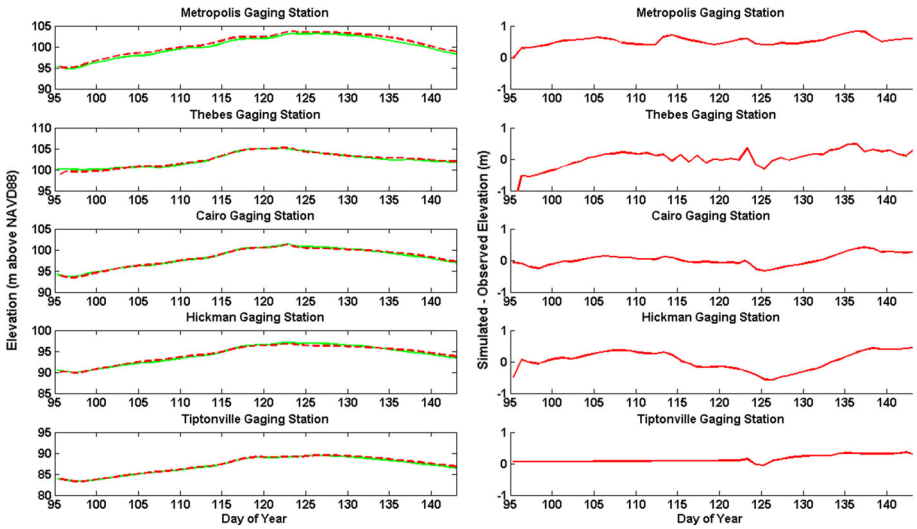 Metropolis Gaging Station
105
100
95
90
95 100 105 110 115 120 125 130 135 140
Thebes Gaging Station
110
105
100
95
95 100 105 110 115 120 125 130 135 140
Cairo Gaging Station
105
100
95
90
95 100 105 110 115 120 125 130 135 140
Hickman Gaging Station
100
95
90
85
95 100 105 110 115 120 125 130 135 140
Tiptonville Gaging Station
95
90
85
80
95 100 105 110 115 120 125 130 135 140
Day of Year
Elevation (m above NAVD88)
Metropolis Gaging Station
1
0
-1
95 100 105 110 115 120 125 130 135 140
Thebes Gaging Station
1
0
-1
95 100 105 110 115 120 125 130 135 140
Cairo Gaging Station
1
0
-1
95 100 105 110 115 120 125 130 135 140
Hickman Gaging Station
1
0
-1
95 100 105 110 115 120 125 130 135 140
Tiptonville Gaging Station
1
0
-1
95 100 105 110 115 120 125 130 135 140
Day of Year
Simulated - Observed Elevation (m)